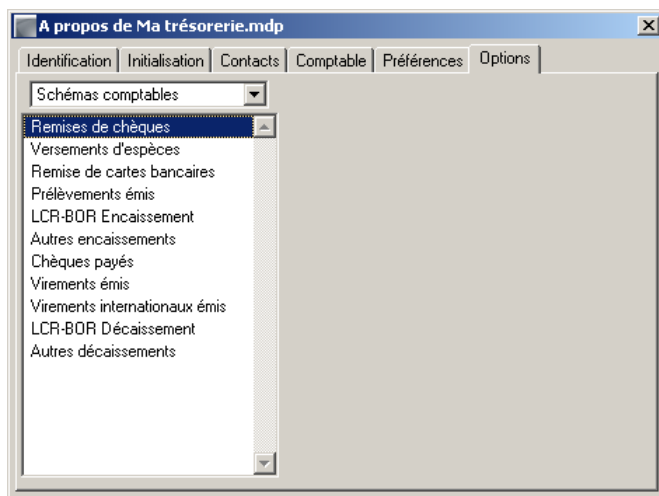 A propos de Ma trésorerie.mdp
Identification Initialisation Contacts Comptable Préférences Options
Schémas comptables
Remises de chèques
Versements d'espèces
Remise de cartes bancaires
Prélèvements émis
LCR-BOR Encaissement
Autres encaissements
Chèques payés
Virements émis
Virements internationaux émis
LCR-BOR Décaissement
Autres décaissements